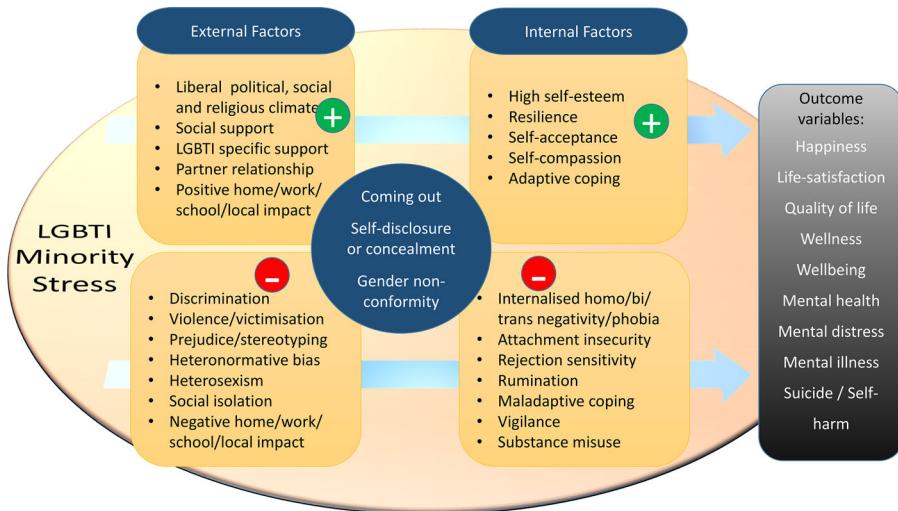 External Factors
• Liberal political, social
and religious climate
• Social support
• LGBTI specific support
• Partner relationship
• Positive home/work/
school/local impact
+
Internal Factors
• High self-esteem
• Resilience
• Self-acceptance
• Self-compassion
• Adaptive coping
+
LGBTI
Minority
Stress
Coming out
Self-disclosure
or concealment
Gender non-
conformity
–
• Discrimination
• Violence/victimisation
• Prejudice/stereotyping
• Heteronormative bias
• Heterosexism
• Social isolation
• Negative home/work/
school/local impact
–
• Internalised homo/bi/
trans negativity/phobia
• Attachment insecurity
• Rejection sensitivity
• Rumination
• Maladaptive coping
• Vigilance
• Substance misuse
Outcome
variables:
Happiness
Life-satisfaction
Quality of life
Wellness
Wellbeing
Mental health
Mental distress
Mental illness
Suicide / Self-
harm